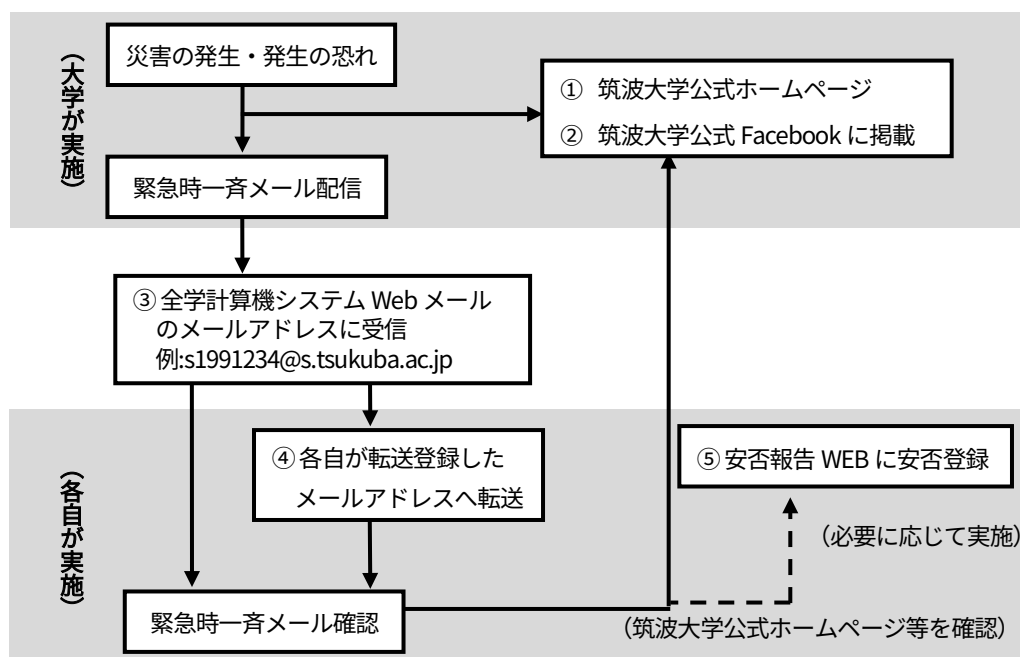 （大学が実施）
災害の発生・発生の恐れ
① 筑波大学公式ホームページ
② 筑波大学公式 Facebook に掲載
緊急時一斉メール配信
③ 全学計算機システム Web メール
のメールアドレスに受信
例:s1991234@s.tsukuba.ac.jp
（各自が実施）
④ 各自が転送登録した
メールアドレスへ転送
⑤ 安否報告 WEB に安否登録
（必要に応じて実施）
緊急時一斉メール確認
（筑波大学公式ホームページ等を確認）